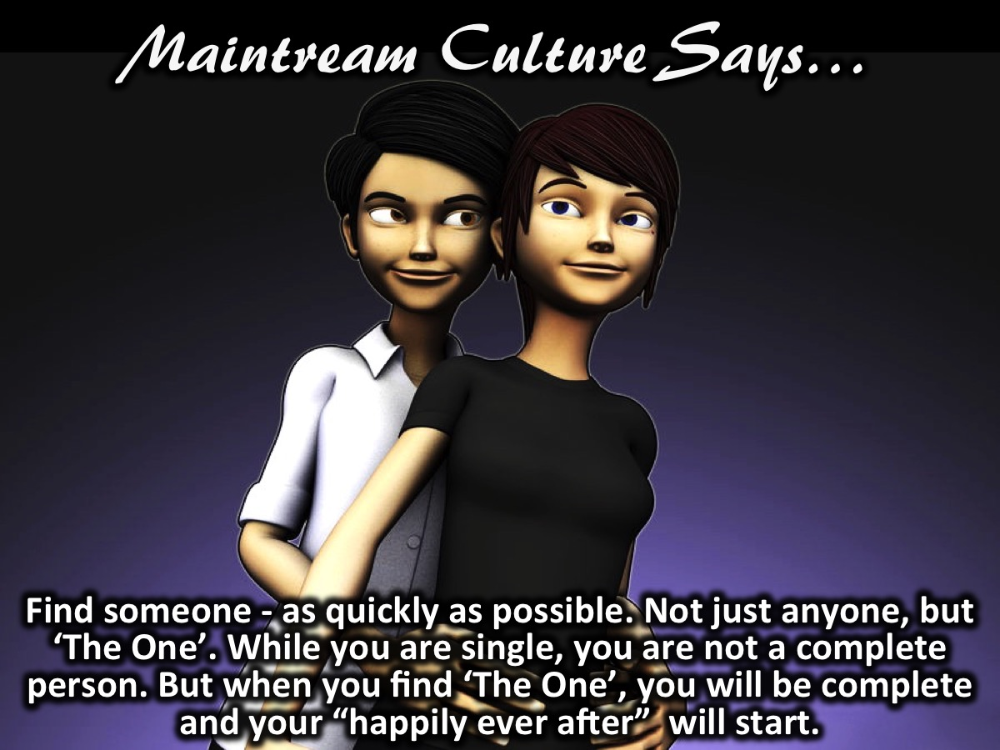 Maintream Culture Says...
Find someone - as quickly as possible. Not just anyone, but
‘The One’. While you are single, you are not a complete
person. But when you find ‘The One’, you will be complete
and your “happily ever after” will start.